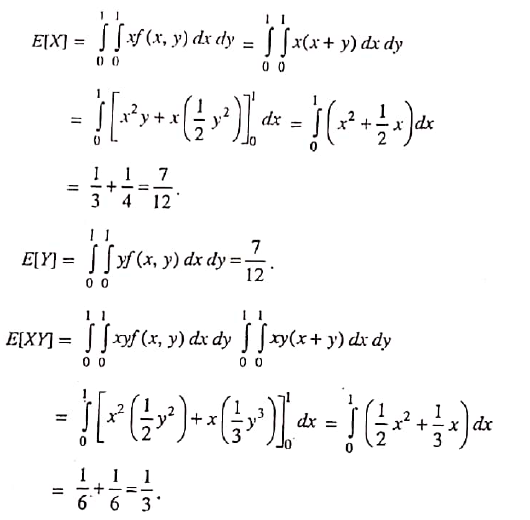 E[X] = ∫₀¹ ∫₀¹ xf(x, y) dx dy = ∫₀¹ ∫₀¹ x(x + y) dx dy
= ∫₀¹ [x²y + x(1/2 y²)]₀¹ dx = ∫₀¹ (x² + 1/2 x) dx
= 1/3 + 1/4 = 7/12.
E[Y] = ∫₀¹ ∫₀¹ yf(x, y) dx dy = 7/12.
E[XY] = ∫₀¹ ∫₀¹ xyf(x, y) dx dy ∫₀¹ ∫₀¹ xy(x + y) dx dy
= ∫₀¹ [x²(1/2 y²) + x(1/3 y³)]₀¹ dx = ∫₀¹ (1/2 x² + 1/3 x) dx
= 1/6 + 1/6 = 1/3.